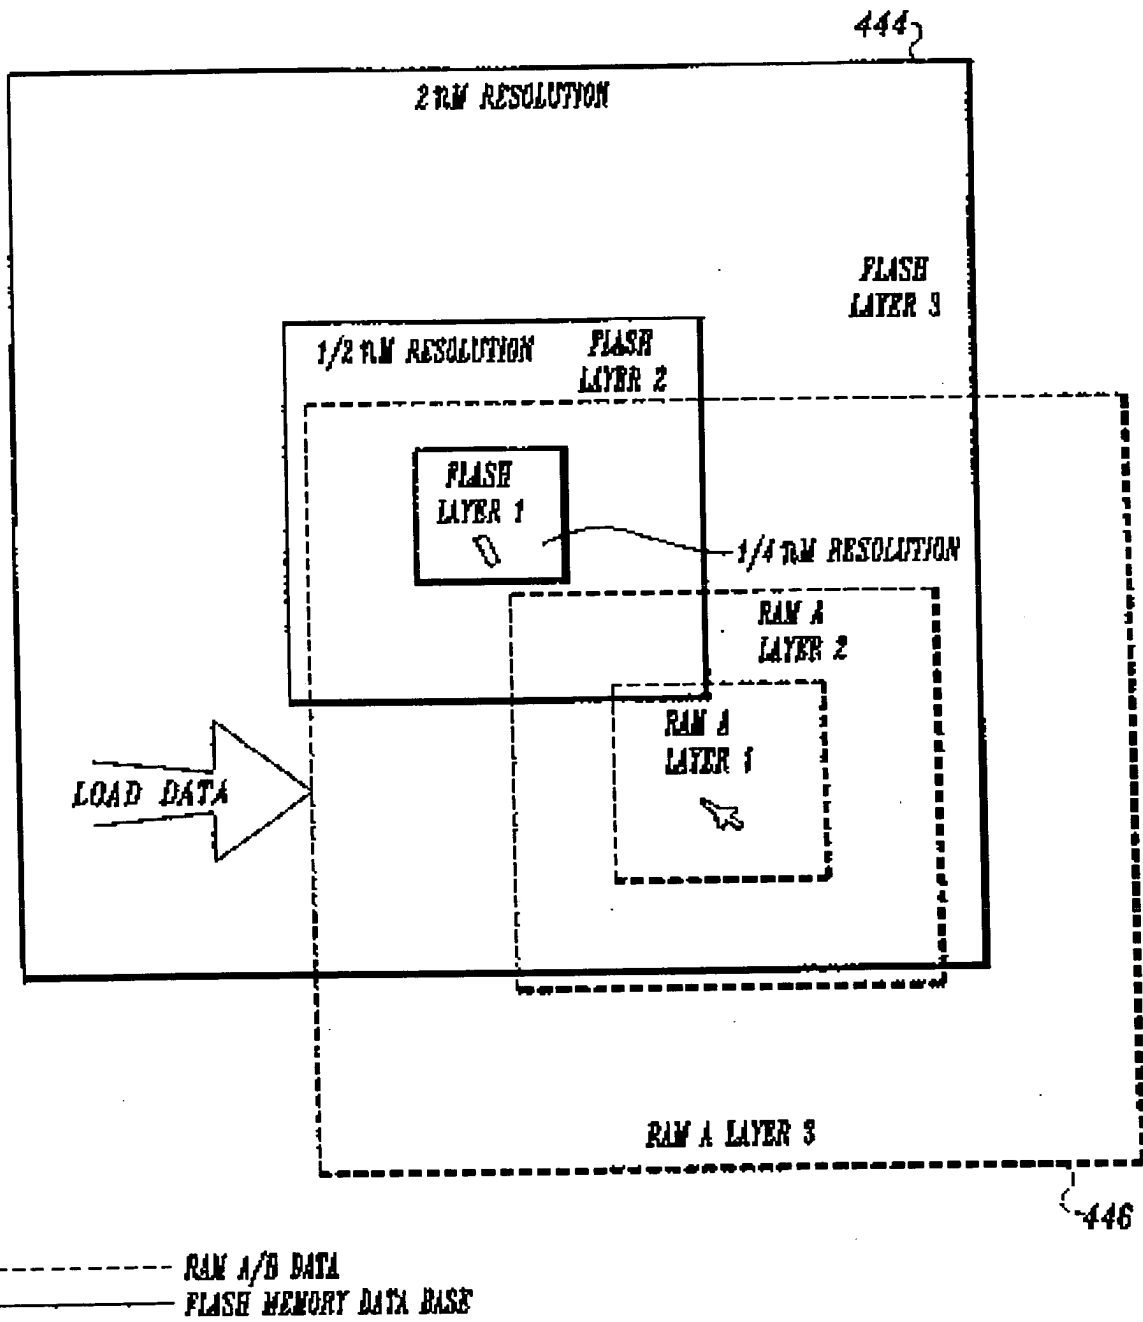 444
2 nM RESOLUTION
FLASH
LAYER 3
1/2 nM RESOLUTION
FLASH
LAYER 2
FLASH
LAYER 1
1/4 nM RESOLUTION
RAM A
LAYER 2
RAM A
LAYER 1
LOAD DATA
RAM A LAYER 3
446
RAM A/B DATA
FLASH MEMORY DATA BASE